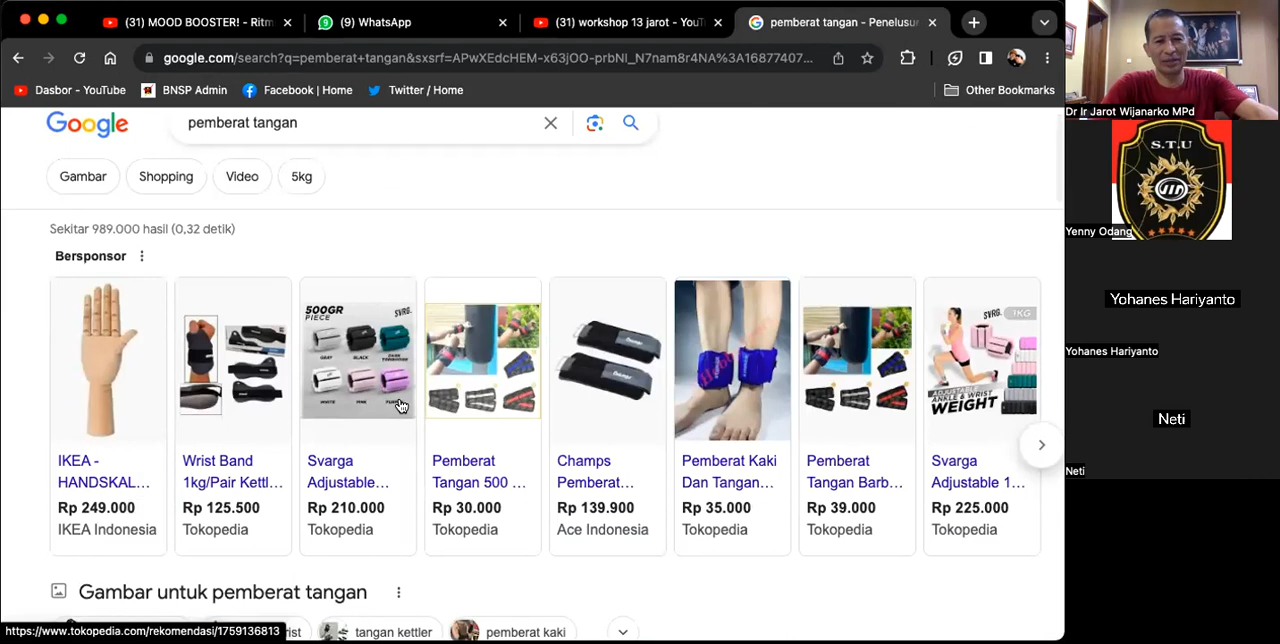 (31) MOOD BOOSTER! - Ritm
(9) WhatsApp
(31) workshop 13 jarot - YouT
pemberat tangan - Penelusur
google.com/search?q=pemberat+tangan&sxsrf=APwXEdcHEM-x63jOO-prbNI_N7nam8r4NA%3A16877407...
Dasbor - YouTube
BNSP Admin
Facebook | Home
Twitter / Home
Other Bookmarks
Google
pemberat tangan
Gambar
Shopping
Video
5kg
Sekitar 989.000 hasil (0,32 detik)
Bersponsor
500GR
PIECE
SVRG.
GRAY
BLACK
WHITE
PINK
SVRG.
1KG
ADJUSTABLE
ANKLE & WRIST
WEIGHT
IKEA -
HANDSKAL...
Rp 249.000
IKEA Indonesia
Wrist Band
1kg/Pair Kettl...
Rp 125.500
Tokopedia
Svarga
Adjustable...
Rp 210.000
Tokopedia
Pemberat
Tangan 500 ...
Rp 30.000
Tokopedia
Champs
Pemberat...
Rp 139.900
Ace Indonesia
Pemberat Kaki
Dan Tangan...
Rp 35.000
Tokopedia
Pemberat
Tangan Barb...
Rp 39.000
Tokopedia
Svarga
Adjustable 1...
Rp 225.000
Tokopedia
Gambar untuk pemberat tangan
rist
tangan kettler
pemberat kaki
https://www.tokopedia.com/rekomendasi/1759136813
Dr Ir Jarot Wijanarko MPd
S.T.U
Yenny Odang
Yohanes Hariyanto
Yohanes Hariyanto
Neti
Neti